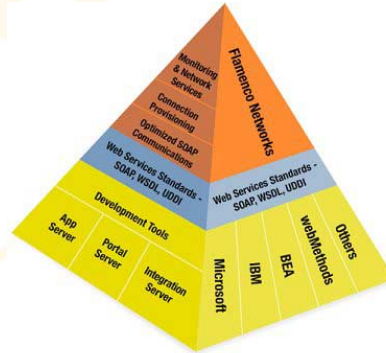 Monitoring
& Network
Services
Connection
Provisioning
Optimized SOAP
Communications
Web Services Standards -
SOAP, WSDL, UDDI
Development Tools
App
Server
Portal
Server
Integration
Server
Flamenco Networks
Web Services Standards -
SOAP, WSDL, UDDI
Microsoft
IBM
BEA
webMethods
Others